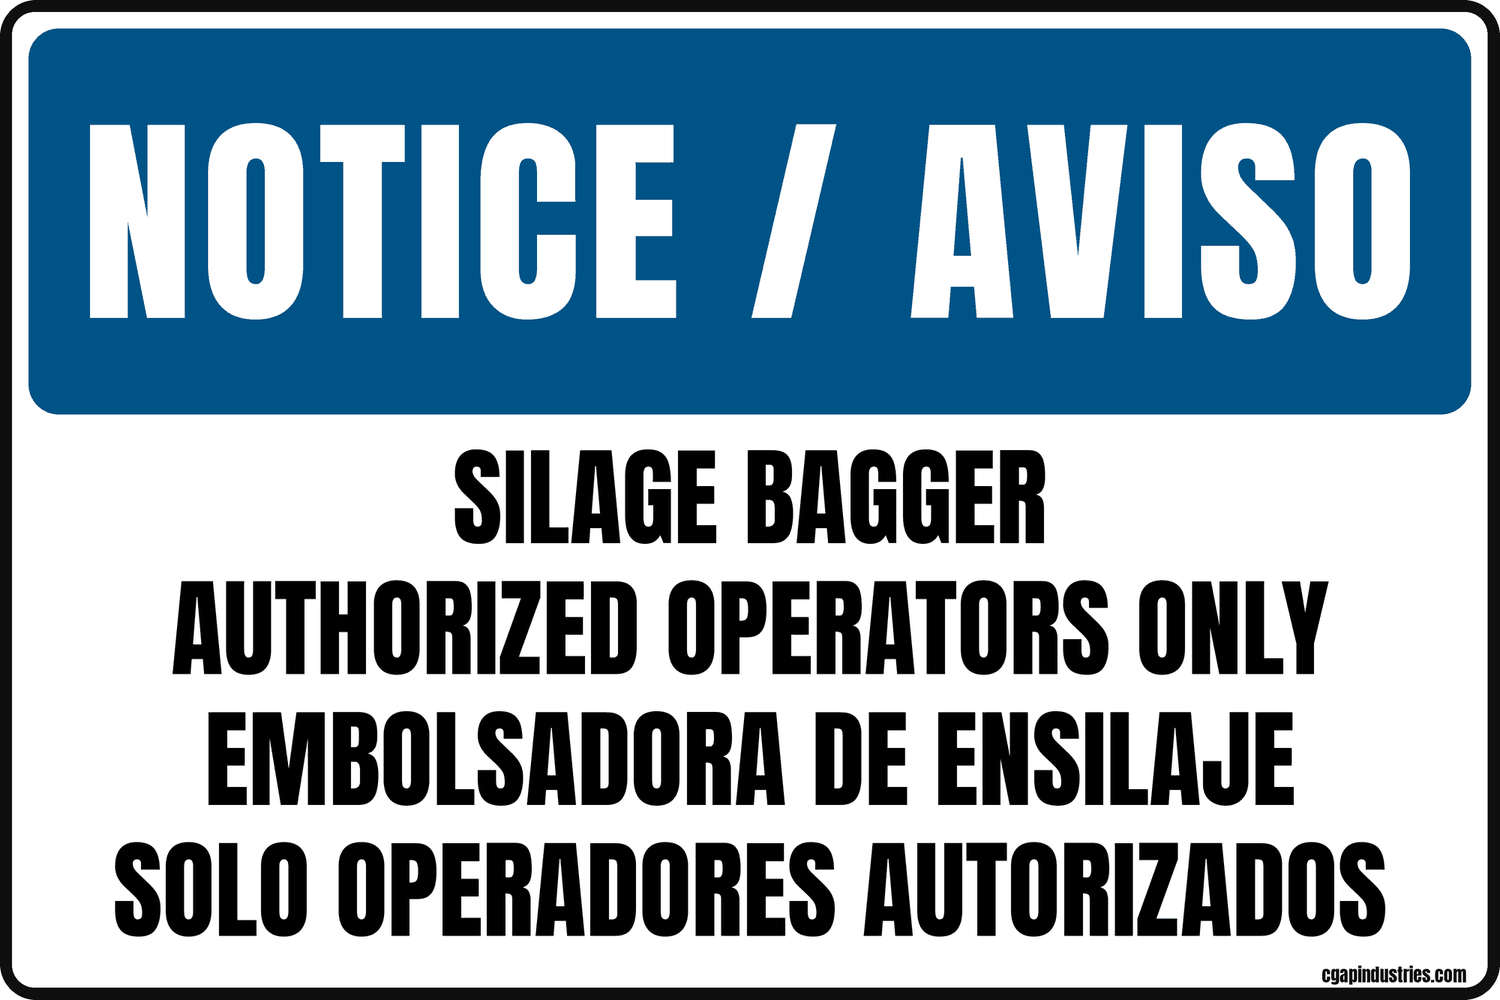 NOTICE / AVISO
SILAGE BAGGER
AUTHORIZED OPERATORS ONLY
EMBOLSADORA DE ENSILAJE
SOLO OPERADORES AUTORIZADOS
cgapindustries.com